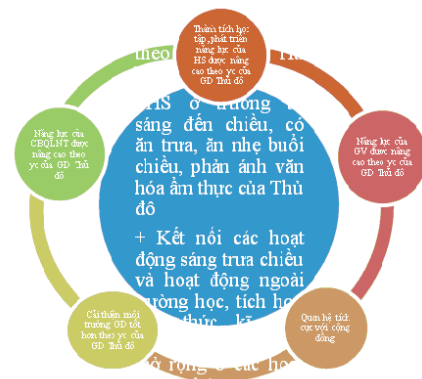 Thành tích học
tập, phát triển
năng lực của
HS được nâng
cao theo yc của
GD Thủ đô
theo
HS ở trường
sáng đến chiều, có
ăn trưa, ăn nhẹ buổi
chiều, phản ánh văn
hóa ẩm thực của Thủ
đô
+ Kết nối các hoạt
động sáng trưa chiều
và hoạt động ngoài
trường học, tích
thức, kĩ
rộng ở các
Năng lực của
CBQLNT được
nâng cao theo
yc của GD Thủ
đô
Năng lực của
GV được nâng
cao theo yc của
GD Thủ đô
Cải thiện môi
trường GD tốt
hơn theo yc của
GD Thủ đô
Quan hệ tích
cực với cộng
đồng